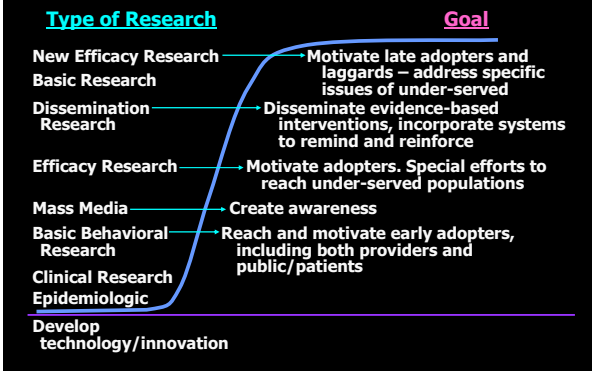 Type of Research
Goal
New Efficacy Research
Motivate late adopters and
laggards – address specific
issues of under-served
Basic Research
Dissemination
Research
Disseminate evidence-based
interventions, incorporate systems
to remind and reinforce
Efficacy Research
Motivate adopters. Special efforts to
reach under-served populations
Mass Media
Create awareness
Basic Behavioral
Research
Reach and motivate early adopters,
including both providers and
public/patients
Clinical Research
Epidemiologic
Develop
technology/innovation